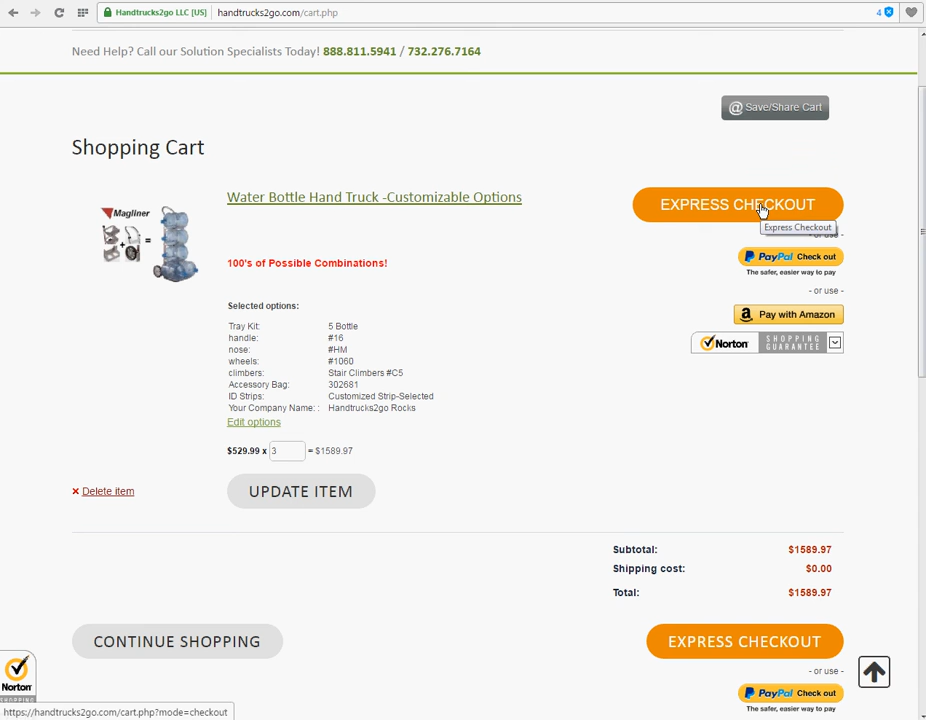 Handtrucks2go LLC [US]
handtrucks2go.com/cart.php
4
Need Help? Call our Solution Specialists Today! 888.811.5941 / 732.276.7164
@ Save/Share Cart
Shopping Cart
Magliner
Water Bottle Hand Truck -Customizable Options
100's of Possible Combinations!
Selected options:
Tray Kit: 5 Bottle
handle: #16
nose: #HM
wheels: #1060
climbers: Stair Climbers #C5
Accessory Bag: 302681
ID Strips: Customized Strip-Selected
Your Company Name: : Handtrucks2go Rocks
Edit options
$529.99 x 3 = $1589.97
× Delete item
UPDATE ITEM
EXPRESS CHECKOUT
Express Checkout
- or use -
PayPal Check out
The safer, easier way to pay
- or use -
a Pay with Amazon
Norton SHOPPING GUARANTEE
Subtotal: $1589.97
Shipping cost: $0.00
Total: $1589.97
CONTINUE SHOPPING
EXPRESS CHECKOUT
- or use -
PayPal Check out
The safer, easier way to pay
Norton
SHOPPING
https://handtrucks2go.com/cart.php?mode=checkout